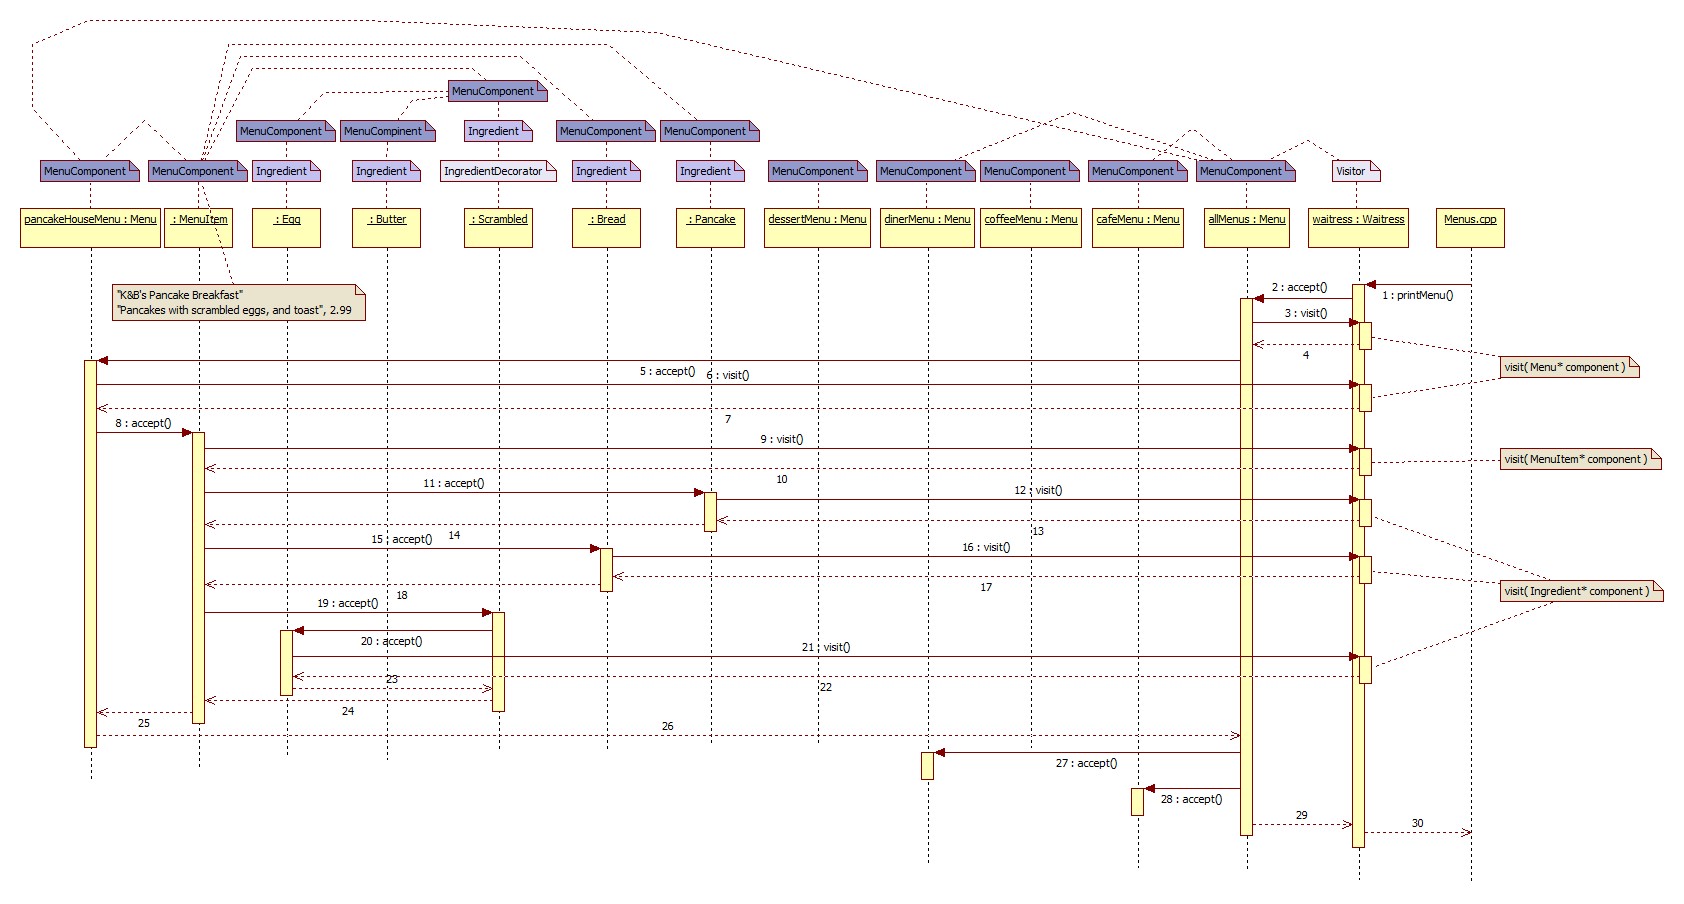 MenuComponent
MenuComponent
MenuCompinent
Ingredient
MenuComponent
MenuComponent
MenuComponent
MenuComponent
Ingredient
Ingredient
IngredientDecorator
Ingredient
Ingredient
MenuComponent
MenuComponent
MenuComponent
MenuComponent
MenuComponent
Visitor
pancakeHouseMenu : Menu
: MenuItem
: Egg
: Butter
: Scrambled
: Bread
: Pancake
dessertMenu : Menu
dinerMenu : Menu
coffeeMenu : Menu
cafeMenu : Menu
allMenus : Menu
waitress : Waitress
Menus.cpp
"K&B's Pancake Breakfast"
"Pancakes with scrambled eggs, and toast", 2.99
2 : accept()
1 : printMenu()
3 : visit()
4
visit( Menu* component )
5 : accept()
6 : visit()
7
8 : accept()
9 : visit()
visit( MenuItem* component )
10
11 : accept()
12 : visit()
13
14
15 : accept()
16 : visit()
17
visit( Ingredient* component )
18
19 : accept()
20 : accept()
21 : visit()
23
22
24
25
26
27 : accept()
28 : accept()
29
30